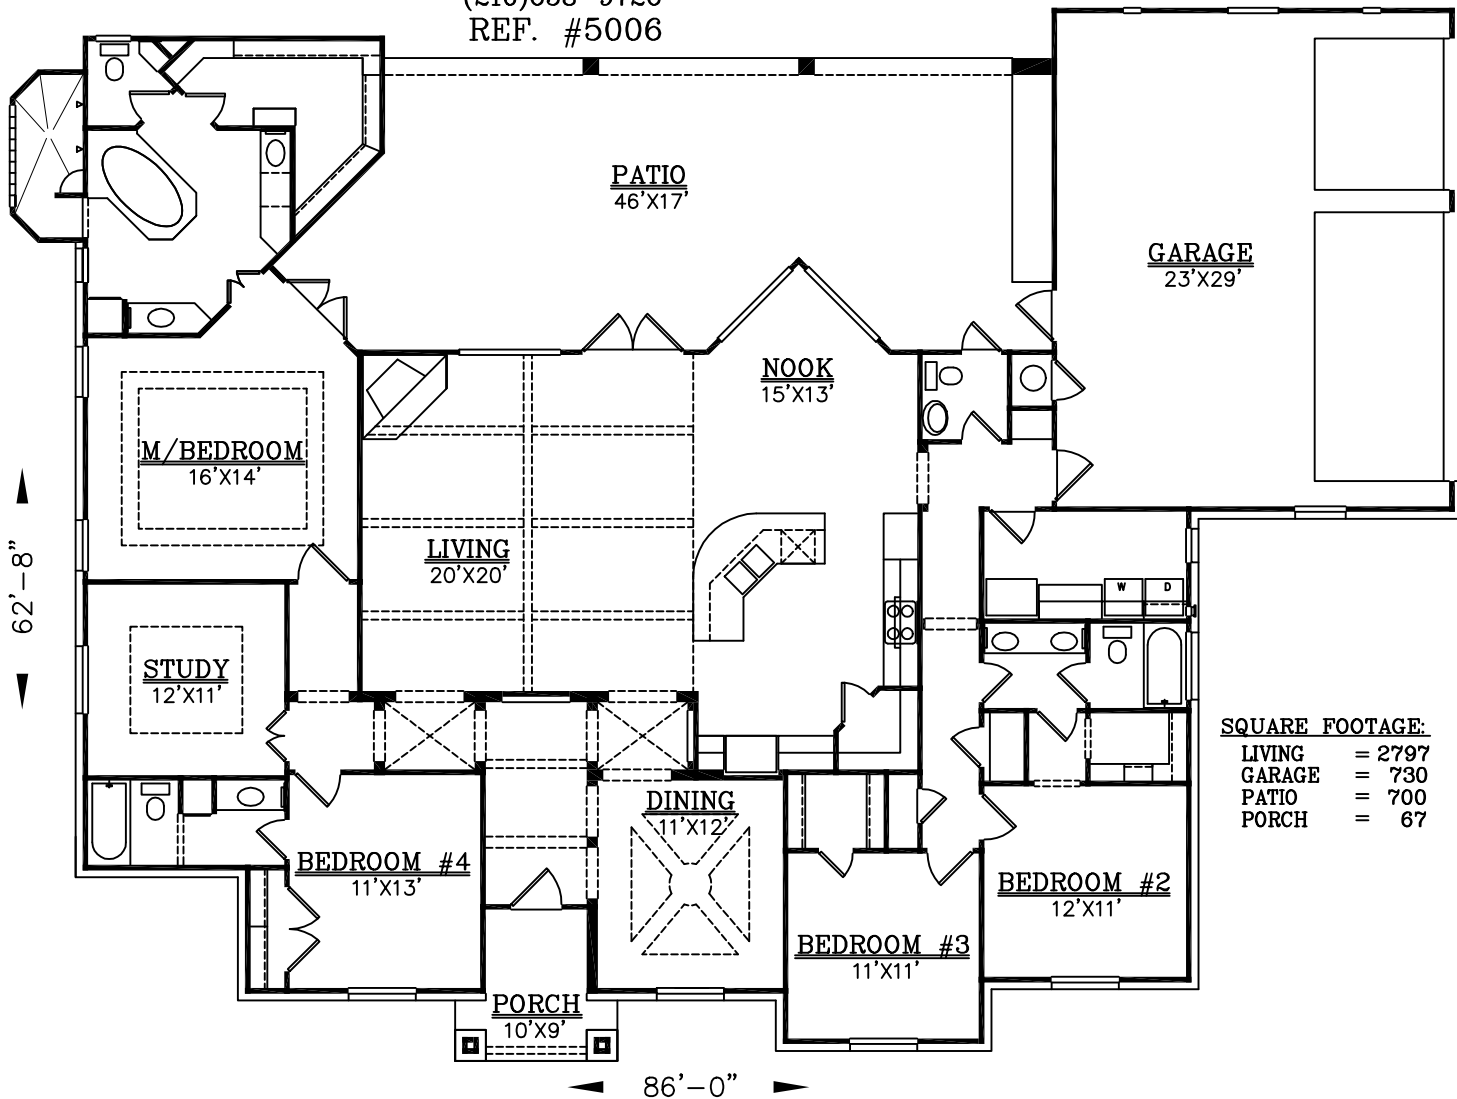 REF. #5006
PATIO
46'X17'
GARAGE
23'X29'
NOOK
15'X13'
M/BEDROOM
16'X14'
LIVING
20'X20'
62'-8"
W
D
STUDY
12'X11'
SQUARE FOOTAGE:
LIVING = 2797
GARAGE = 730
PATIO = 700
PORCH = 67
DINING
11'X12'
BEDROOM #4
11'X13'
BEDROOM #2
12'X11'
BEDROOM #3
11'X11'
PORCH
10'X9'
86'-0"